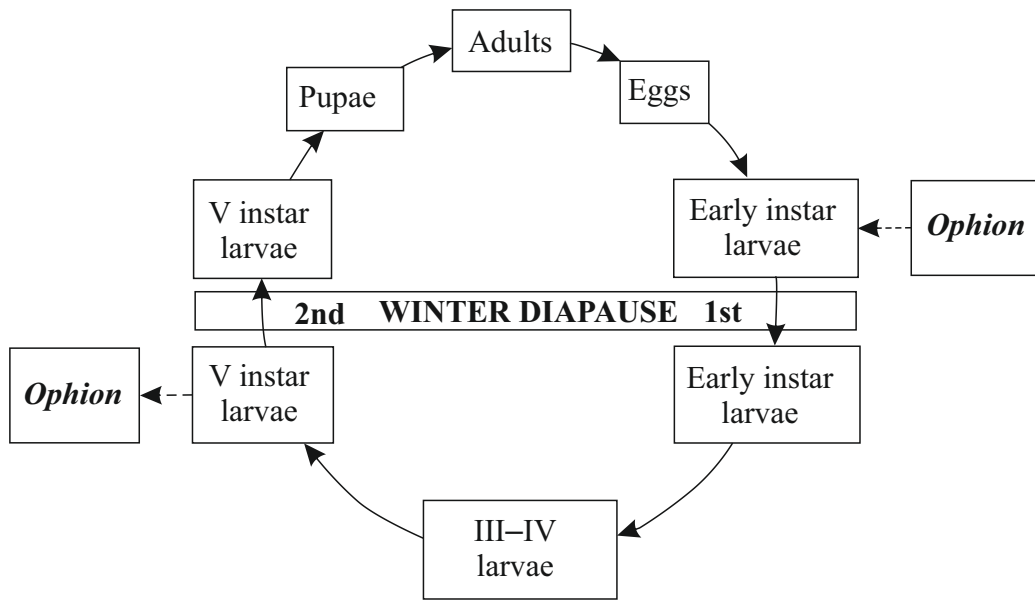 Adults
Pupae
Eggs
V instar
larvae
Early instar
larvae
Ophion
2nd WINTER DIAPAUSE 1st
Ophion
V instar
larvae
Early instar
larvae
III–IV
larvae